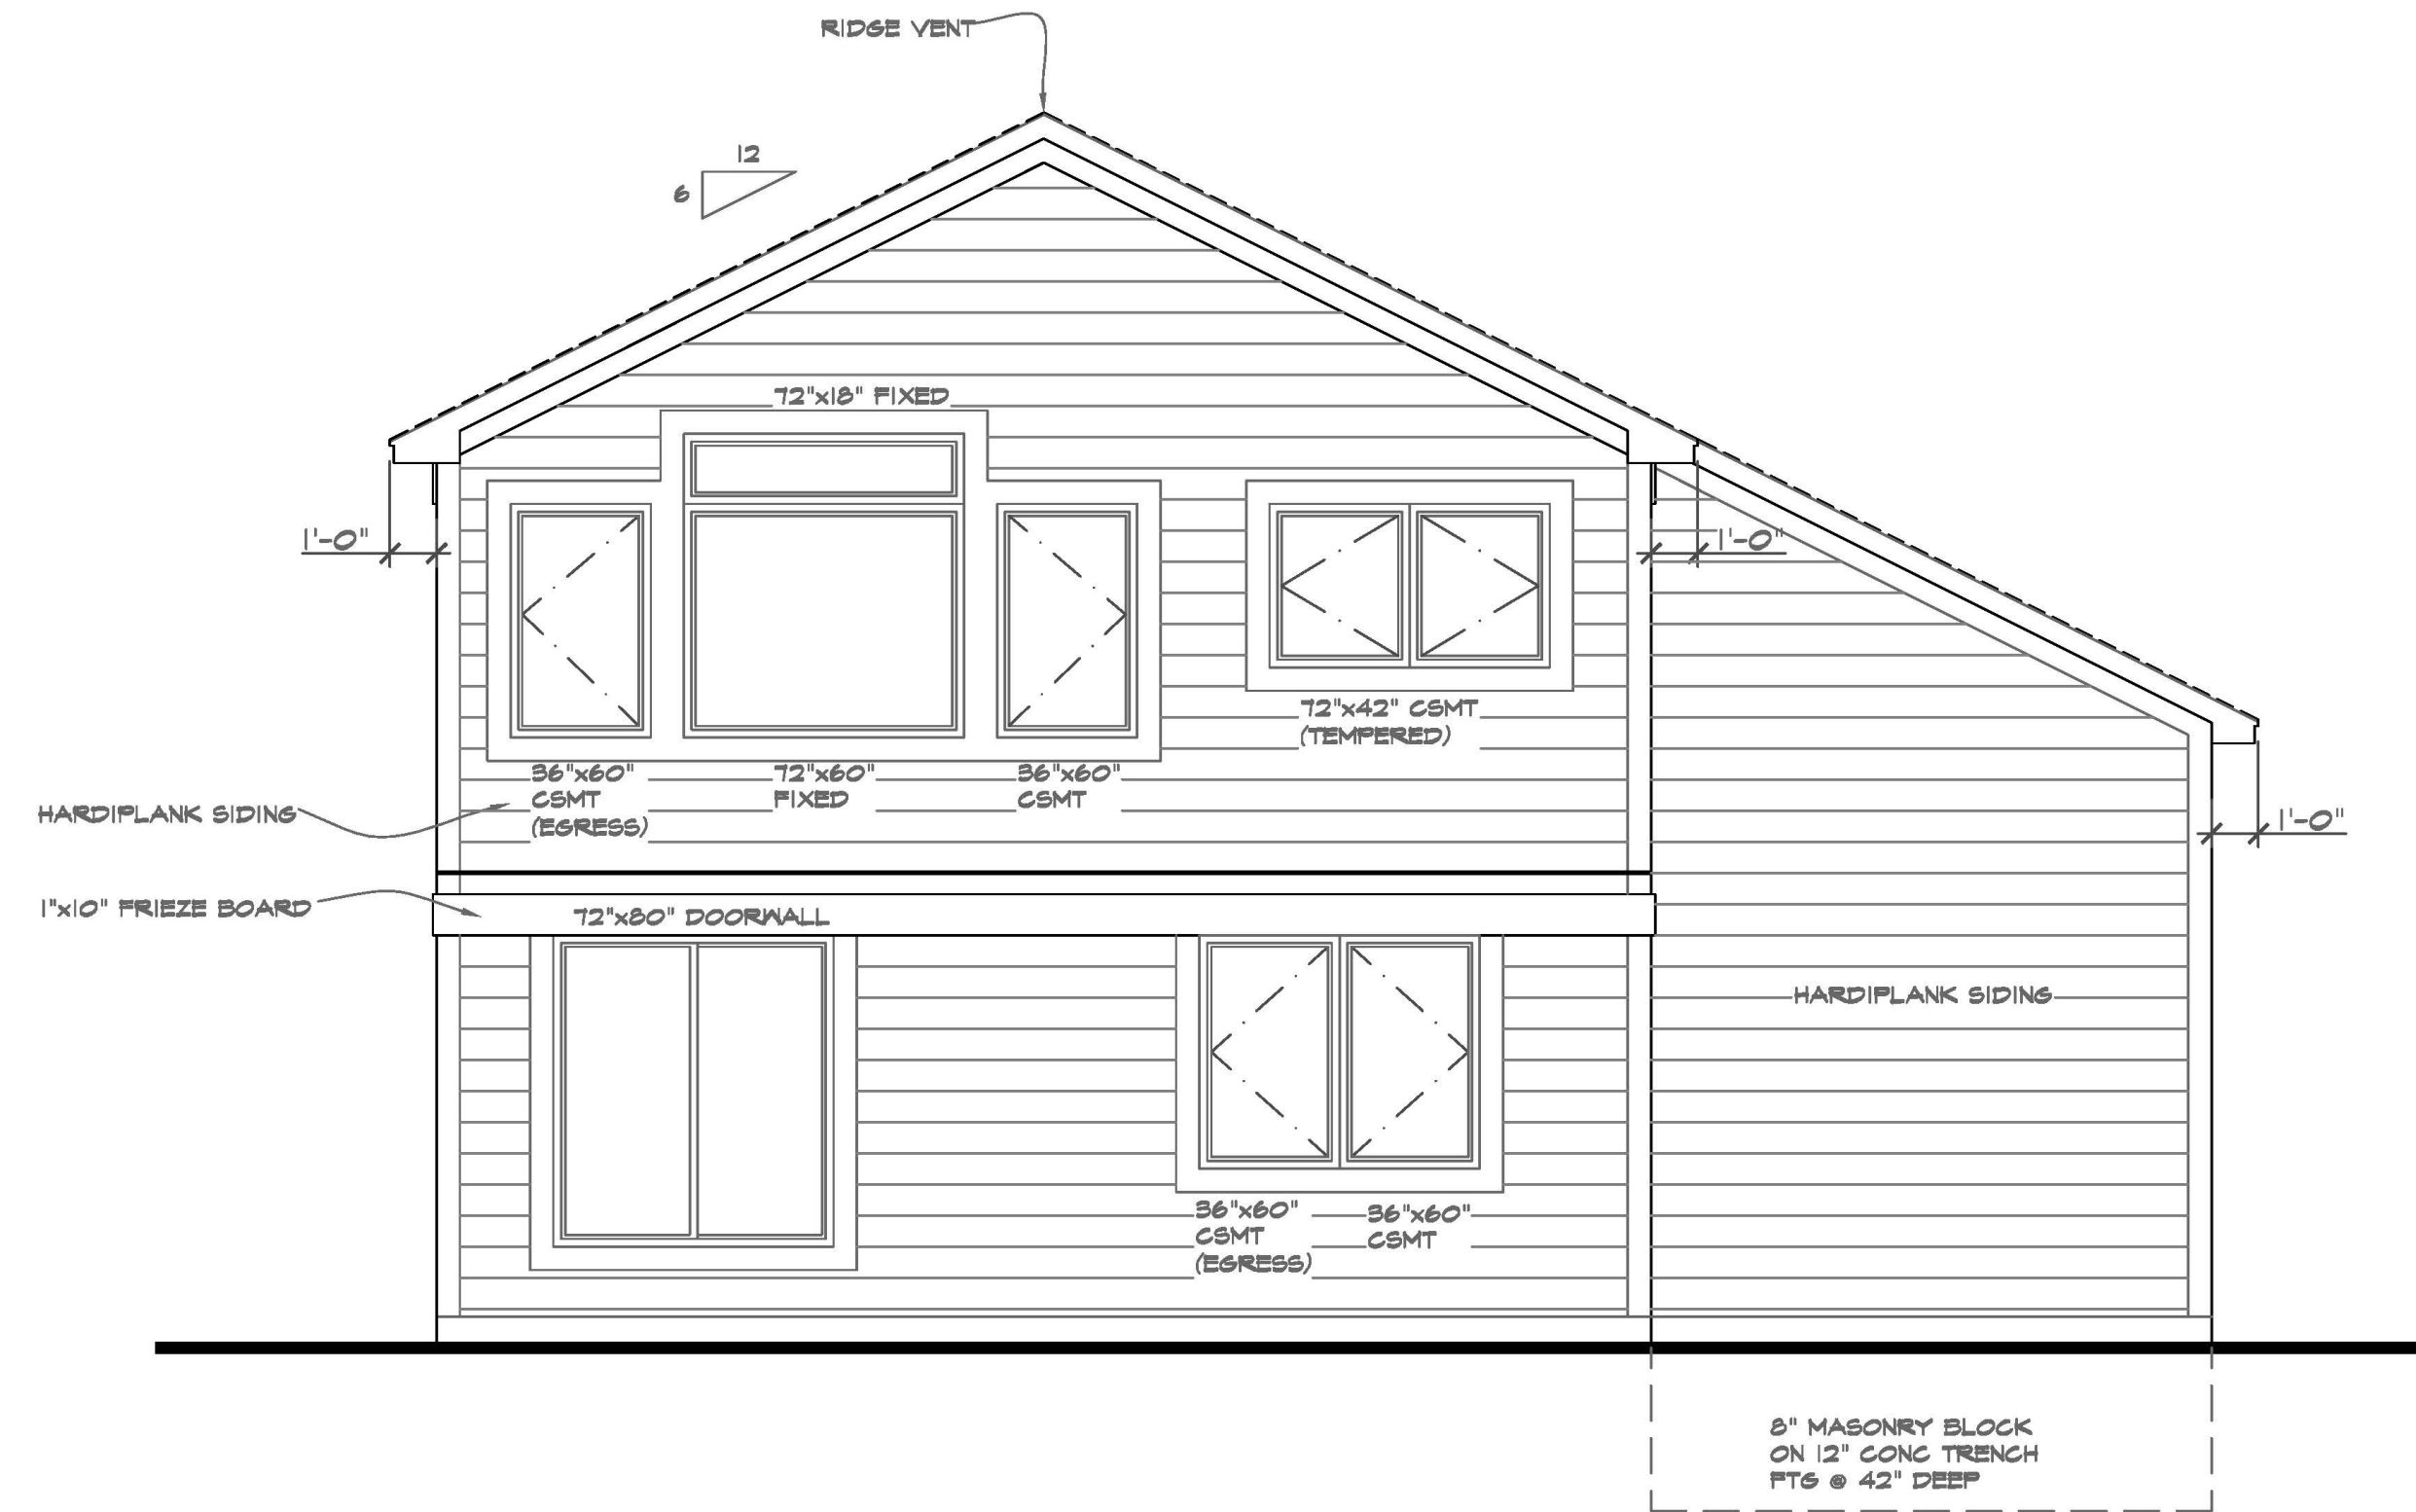 RIDGE VENT
12
6
72"x18" FIXED
1'-0"
1'-0"
72"x42" CSMT
(TEMPERED)
36"x60"
CSMT
(EGRESS)
72"x60"
FIXED
36"x60"
CSMT
HARDIPLANK SIDING
1'-0"
1"x10" FRIEZE BOARD
72"x80" DOORWALL
HARDIPLANK SIDING
36"x60"
CSMT
(EGRESS)
36"x60"
CSMT
8" MASONRY BLOCK
ON 12" CONC TRENCH
FTG @ 42" DEEP